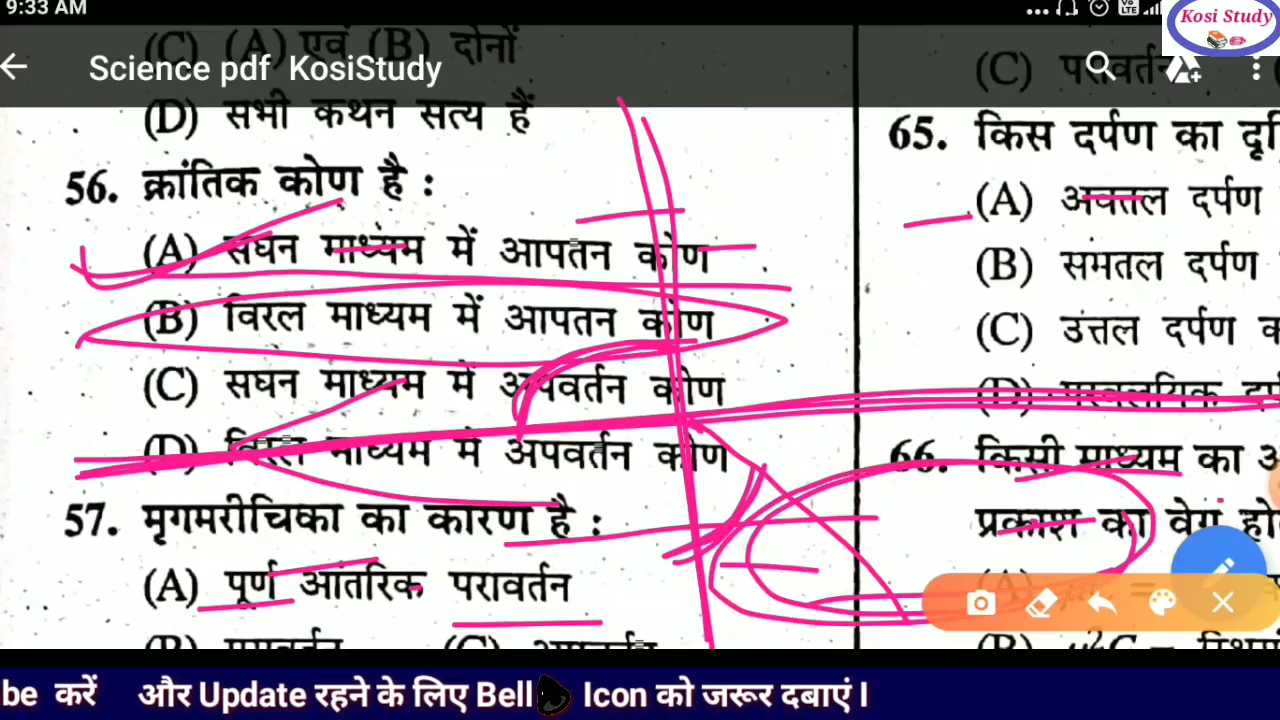 9:33 AM
Kosi Study
Science pdf KosiStudy
(C) (A) एवं (B) दोनों
(D) सभी कथन सत्य हैं
56. क्रांतिक कोण है :
(A) सघन माध्यम में आपतन कोण
(B) विरल माध्यम में आपतन कोण
(C) सघन माध्यम में अपवर्तन कोण
(D) विरल माध्यम में अपवर्तन कोण
57. मृगमरीचिका का कारण है :
(A) पूर्ण आंतरिक परावर्तन
(C)
65. किस दर्पण का
(A) अवतल दर्पण
(B) समतल दर्पण
(C) उत्तल दर्पण
(D) परवलयिक
66. किसी माध्यम का
प्रकाश का वेग
(A)
(B)
be करें और Update रहने के लिए Bell Icon को जरूर दबाएं I